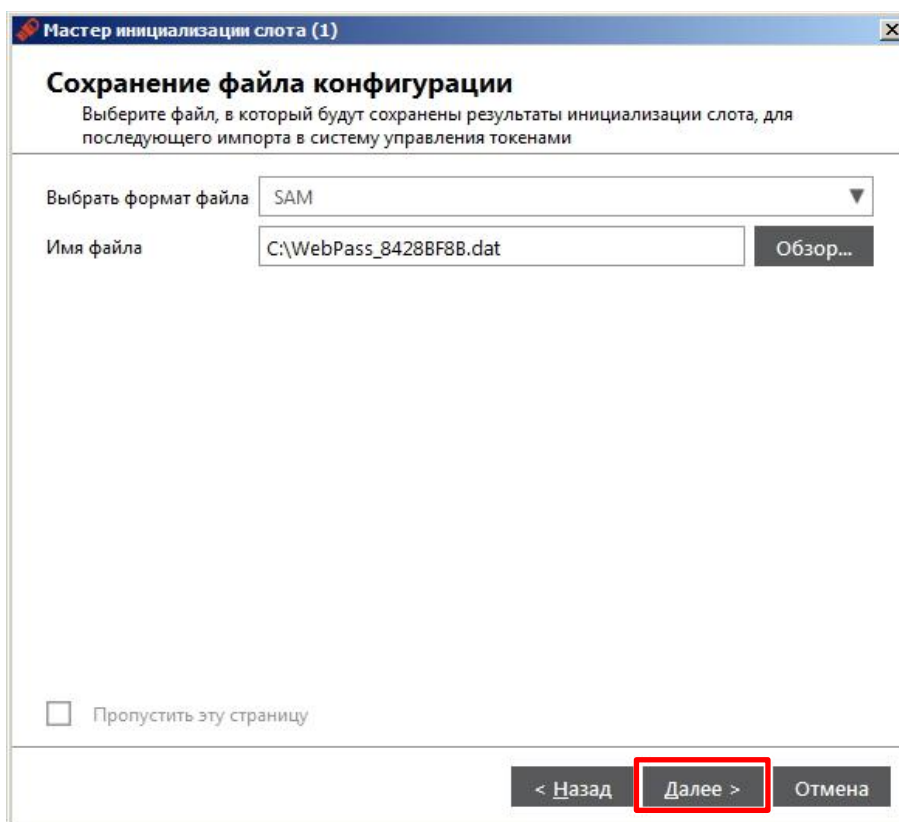 Мастер инициализации слота (1)
Сохранение файла конфигурации
Выберите файл, в который будут сохранены результаты инициализации слота, для
последующего импорта в систему управления токенами
Выбрать формат файла SAM
Имя файла C:\WebPass_8428BF8B.dat Обзор...
Пропустить эту страницу
< Назад Далее > Отмена